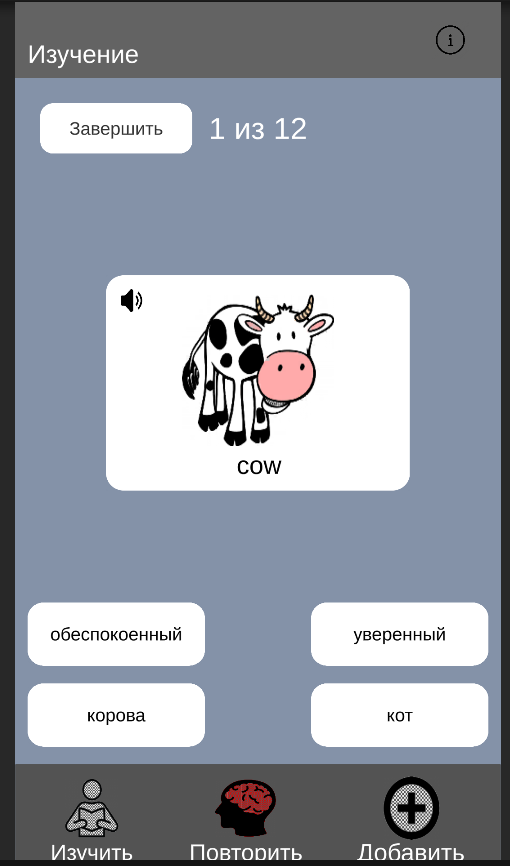 Изучение
Завершить
1 из 12
cow
обеспокоенный
уверенный
корова
кот
Изучить
Повторить
Добавить